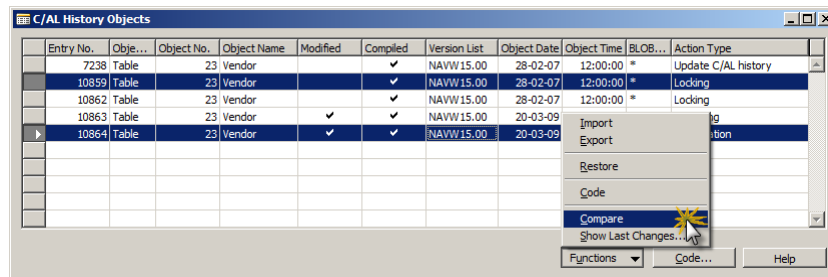 C/AL History Objects
Entry No. Obje... Object No. Object Name Modified Compiled Version List Object Date Object Time BLOB... Action Type
7238 Table 23 Vendor ✔ NAVW15.00 28-02-07 12:00:00 * Update C/AL history
10859 Table 23 Vendor ✔ NAVW15.00 28-02-07 12:00:00 * Locking
10862 Table 23 Vendor ✔ NAVW15.00 28-02-07 12:00:00 * Locking
10863 Table 23 Vendor ✔ ✔ NAVW15.00 20-03-09
10864 Table 23 Vendor ✔ ✔ NAVW15.00 20-03-09
Import
Export
Restore
Code
Compare
Show Last Changes...
Functions Code... Help